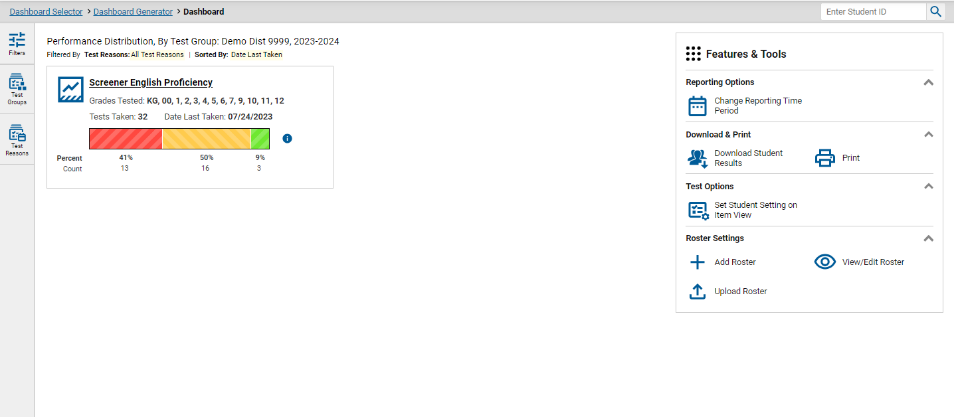 Dashboard Selector > Dashboard Generator > Dashboard
Enter Student ID
Filters
Test
Groups
Test
Reasons
Performance Distribution, By Test Group: Demo Dist 9999, 2023-2024
Filtered By Test Reasons: All Test Reasons | Sorted By: Date Last Taken
Screener English Proficiency
Grades Tested: KG, 00, 1, 2, 3, 4, 5, 6, 7, 9, 10, 11, 12
Tests Taken: 32 Date Last Taken: 07/24/2023
Percent 41% 50% 9%
Count 13 16 3
Features & Tools
Reporting Options
Change Reporting Time
Period
Download & Print
Download Student
Results
Print
Test Options
Set Student Setting on
Item View
Roster Settings
Add Roster
View/Edit Roster
Upload Roster